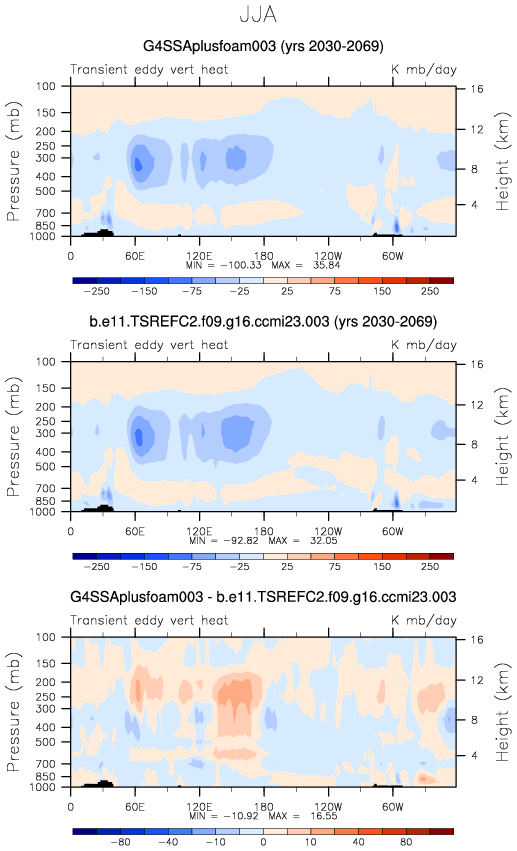 JJA
G4SSAplusfoam003 (yrs 2030-2069)
Transient eddy vert heat K mb/day
Pressure (mb)
Height (km)
100
150
200
250
300
400
500
700
850
1000
16
12
8
4
0 60E 120E 180 120W 60W
MIN = -100.33 MAX = 35.84
-250 -150 -75 -25 25 75 150 250
b.e11.TSREFC2.f09.g16.ccmi23.003 (yrs 2030-2069)
Transient eddy vert heat K mb/day
Pressure (mb)
Height (km)
100
150
200
250
300
400
500
700
850
1000
16
12
8
4
0 60E 120E 180 120W 60W
MIN = -92.82 MAX = 32.05
-250 -150 -75 -25 25 75 150 250
G4SSAplusfoam003 - b.e11.TSREFC2.f09.g16.ccmi23.003
Transient eddy vert heat K mb/day
Pressure (mb)
Height (km)
100
150
200
250
300
400
500
700
850
1000
16
12
8
4
0 60E 120E 180 120W 60W
MIN = -10.92 MAX = 16.55
-80 -40 -10 0 10 40 80